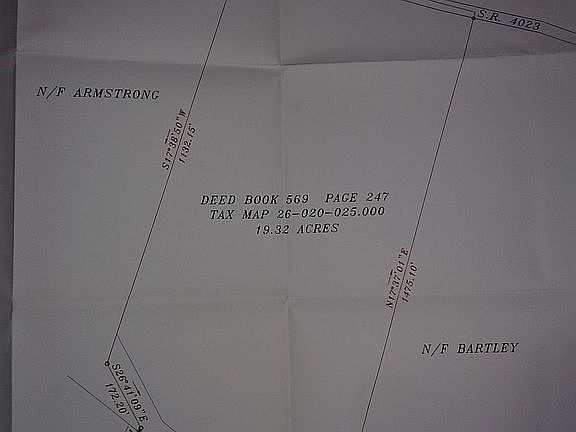 S.R. 4023
N/F ARMSTRONG
S17°38'50"W
1132.15'
DEED BOOK 569 PAGE 247
TAX MAP 26-020-025.000
19.32 ACRES
N17°37'01"E
1475.10'
N/F BARTLEY
S26°41'09"E
172.20'